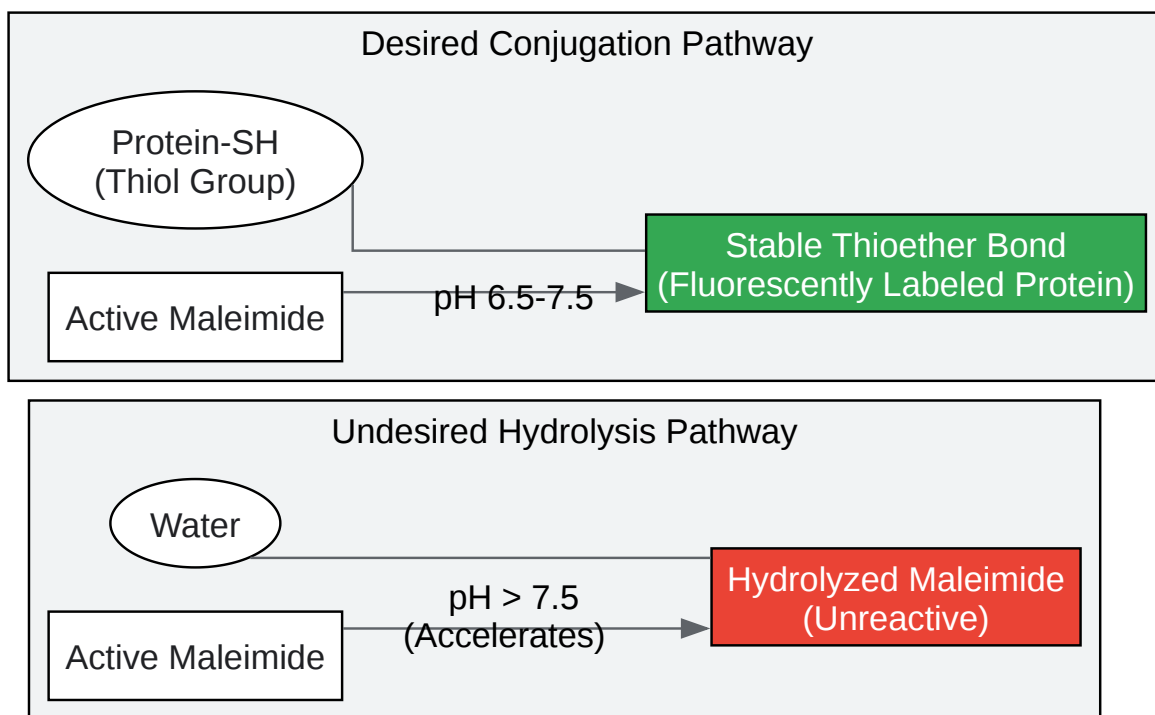 Desired Conjugation Pathway
Protein-SH
(Thiol Group)
Stable Thioether Bond
(Fluorescently Labeled Protein)
pH 6.5-7.5
Active Maleimide
Undesired Hydrolysis Pathway
Water
Hydrolyzed Maleimide
(Unreactive)
pH > 7.5
(Accelerates)
Active Maleimide